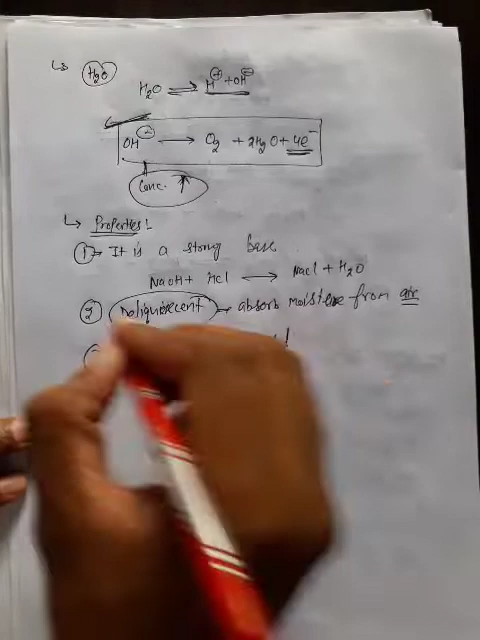 ↳ H2O
H2O ⇌ H⊕ + OH⊖
OH⊖ → O2 + 2H2O + 4e⁻
Conc. ↑
↳ Properties!
① → It is a strong base
NaOH + HCl → NaCl + H2O
② Deliquescent → absorb moisture from air